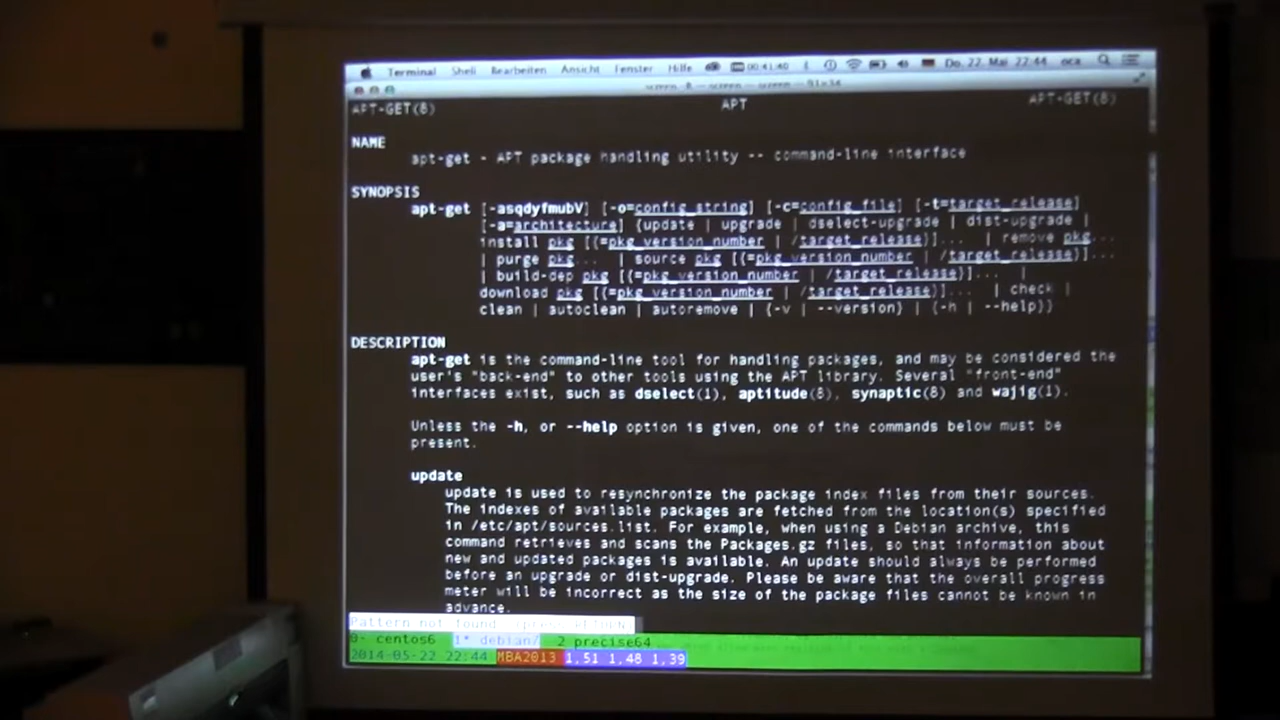 Terminal Shell Bearbeiten Ansicht Fenster Hilfe 00:41:40 Do. 22. Mai 22:44 oca
APT-GET(8) APT APT-GET(8)
NAME
apt-get - APT package handling utility -- command-line interface
SYNOPSIS
apt-get [-asqdyfmubV] [-o=config_string] [-c=config_file] [-t=target_release]
[-a=architecture] {update | upgrade | dselect-upgrade | dist-upgrade |
install pkg [{=pkg_version_number | /target_release}]... | remove pkg...
| purge pkg... | source pkg [{=pkg_version_number | /target_release}]...
| build-dep pkg [{=pkg_version_number | /target_release}]... |
download pkg [{=pkg_version_number | /target_release}]... | check |
clean | autoclean | autoremove | {-v | --version} | {-h | --help}}
DESCRIPTION
apt-get is the command-line tool for handling packages, and may be considered the
user's "back-end" to other tools using the APT library. Several "front-end"
interfaces exist, such as dselect(1), aptitude(8), synaptic(8) and wajig(1).
Unless the -h, or --help option is given, one of the commands below must be
present.
update
update is used to resynchronize the package index files from their sources.
The indexes of available packages are fetched from the location(s) specified
in /etc/apt/sources.list. For example, when using a Debian archive, this
command retrieves and scans the Packages.gz files, so that information about
new and updated packages is available. An update should always be performed
before an upgrade or dist-upgrade. Please be aware that the overall progress
meter will be incorrect as the size of the package files cannot be known in
advance.
Pattern not found (press RETURN)
0- centos6 1* debian7 2 precise64
2014-05-22 22:44 MBA2013 1,51 1,48 1,39